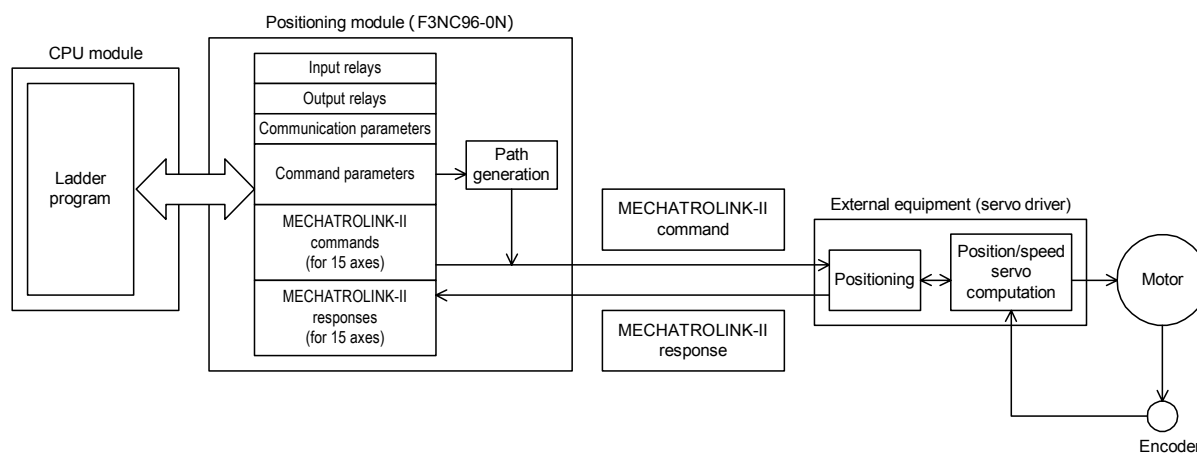 Positioning module (F3NC96-0N)
CPU module
Ladder
program
Input relays
Output relays
Communication parameters
Command parameters
MECHATROLINK-II
commands
(for 15 axes)
MECHATROLINK-II
responses
(for 15 axes)
Path
generation
MECHATROLINK-II
command
MECHATROLINK-II
response
External equipment (servo driver)
Positioning
Position/speed
servo
computation
Motor
Encoder